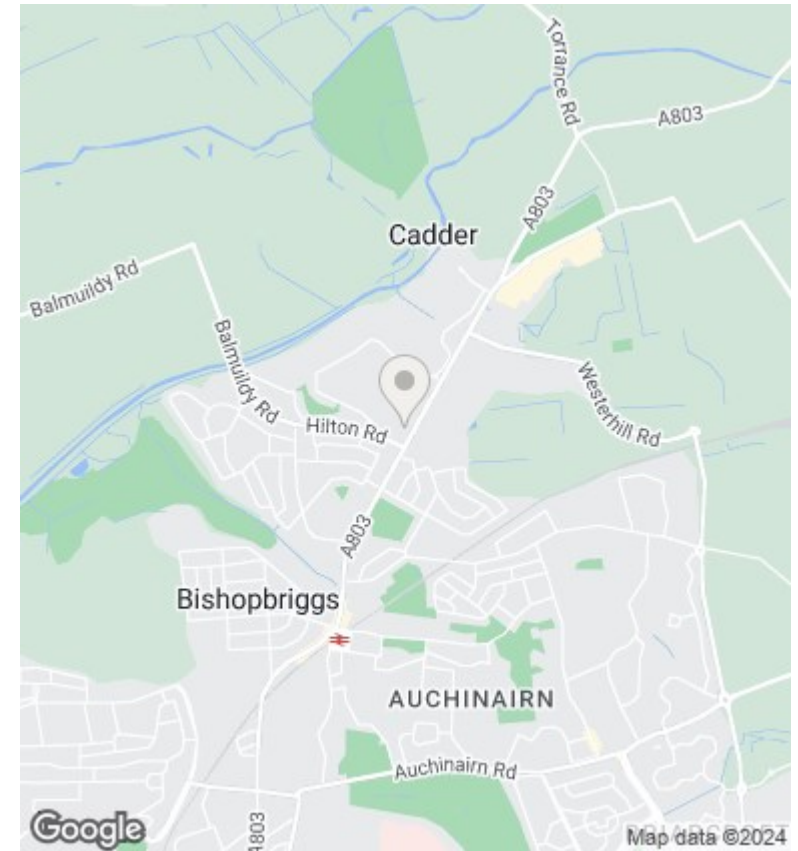 Torrance Rd
A803
A803
Cadder
Balmuildy Rd
Balmuildy Rd
Westerhill Rd
Hilton Rd
A803
Bishopbriggs
AUCHINAIRN
Auchinairn Rd
A803
Google
Map data ©2024